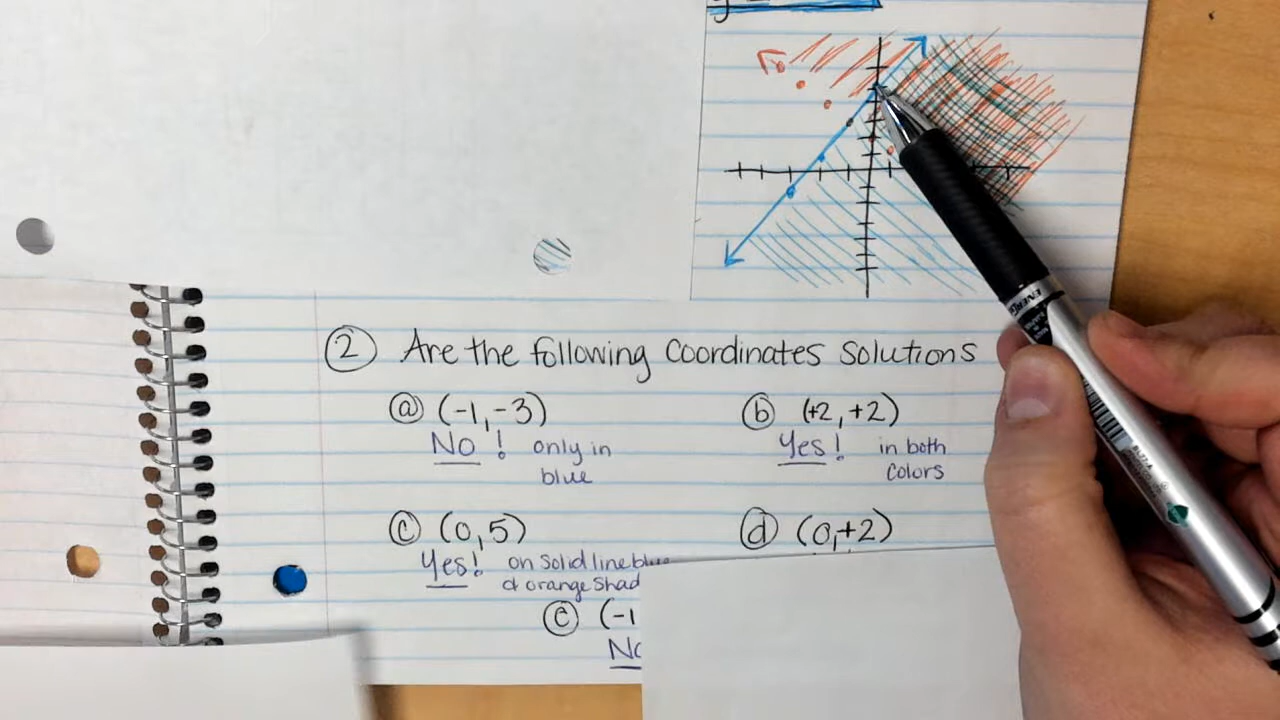 ② Are the following Coordinates Solutions
ⓐ (-1,-3)
NO! only in
blue
ⓑ (+2,+2)
Yes! in both
Colors
ⓒ (0,5)
Yes! on Solid line blue
& orange Shad
ⓓ (0,+2)
ⓔ (-1